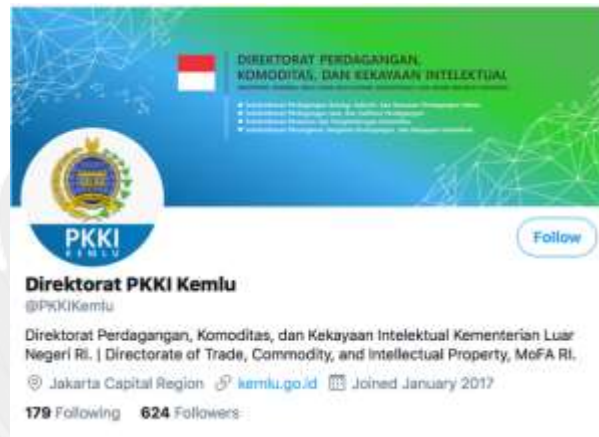 DIREKTORAT PERDAGANGAN,
KOMODITAS, DAN KEKAYAAN INTELEKTUAL
PKKI
KEMLU
Follow
Direktorat PKKI Kemlu
@PKKIKemlu
Direktorat Perdagangan, Komoditas, dan Kekayaan Intelektual Kementerian Luar
Negeri RI. | Directorate of Trade, Commodity, and Intellectual Property, MoFA RI.
Jakarta Capital Region kemlu.go.id Joined January 2017
179 Following 624 Followers